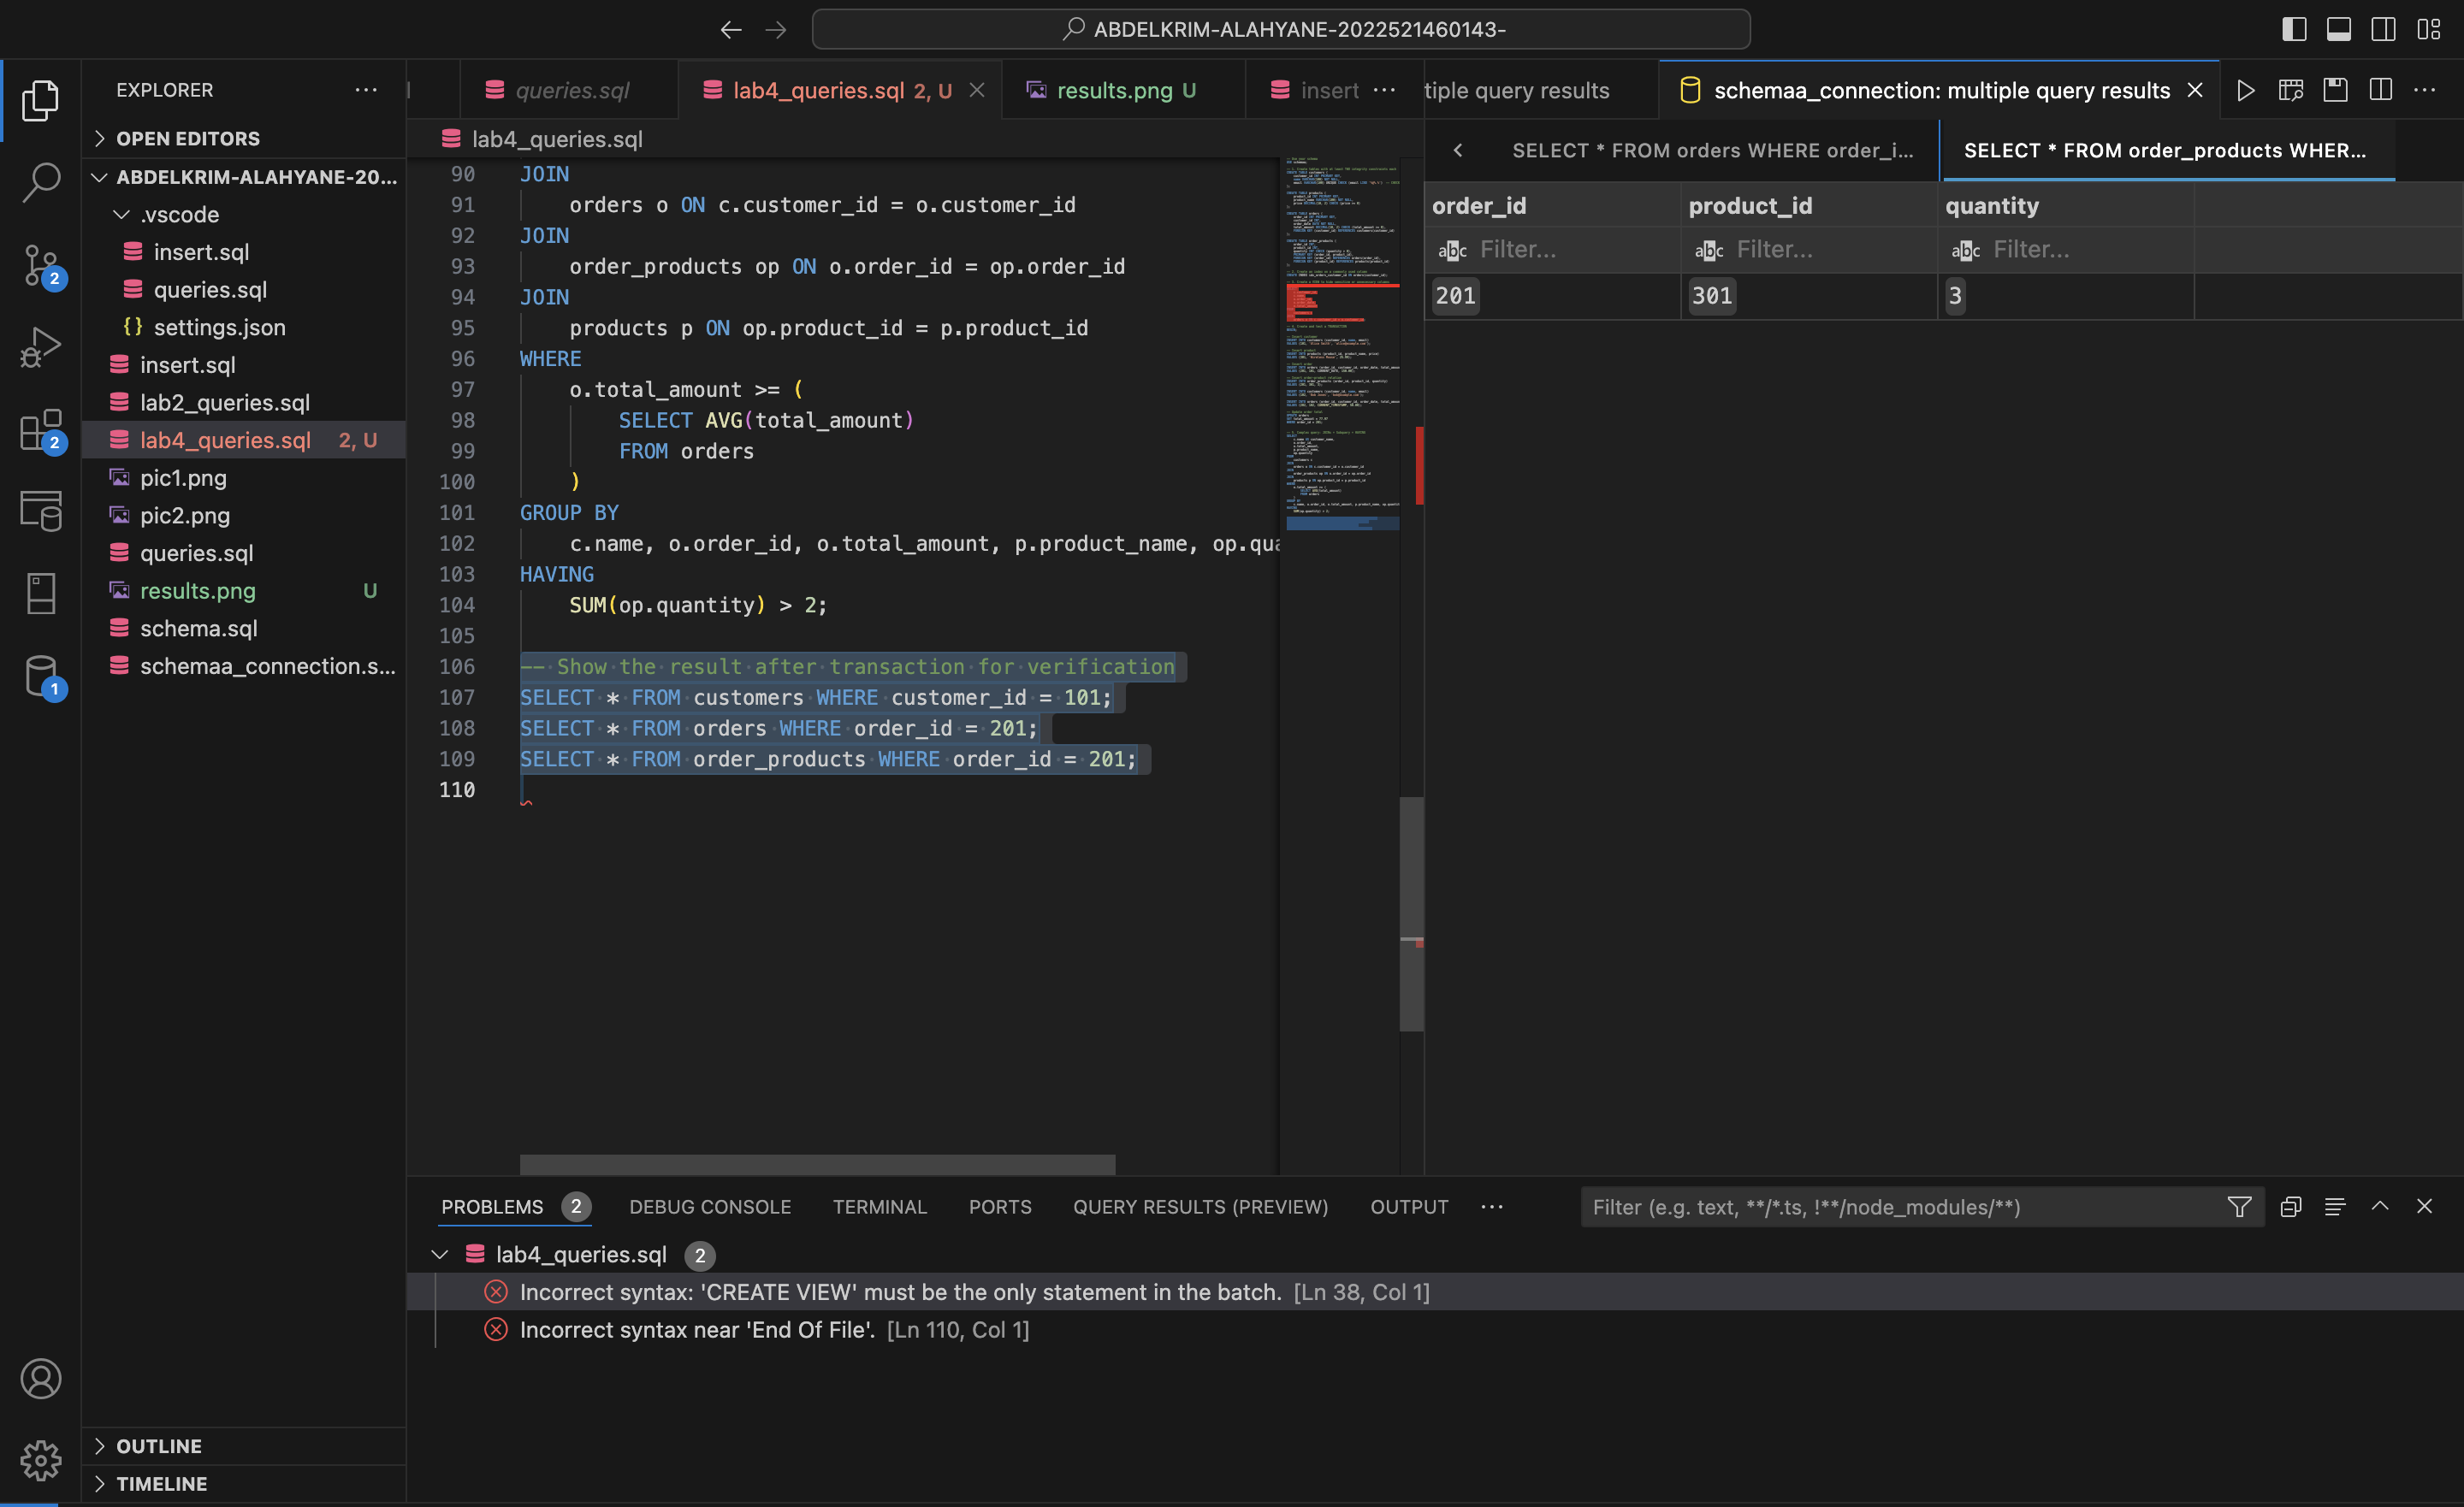 ABDELKRIM-ALAHYANE-2022521460143-
EXPLORER
OPEN EDITORS
ABDELKRIM-ALAHYANE-20...
.vscode
insert.sql
queries.sql
{} settings.json
insert.sql
lab2_queries.sql
lab4_queries.sql 2, U
pic1.png
pic2.png
queries.sql
results.png U
schema.sql
schemaa_connection.s...
OUTLINE
TIMELINE
2
2
1
queries.sql
lab4_queries.sql 2, U
results.png U
insert
lab4_queries.sql
90 JOIN
91 orders o ON c.customer_id = o.customer_id
92 JOIN
93 order_products op ON o.order_id = op.order_id
94 JOIN
95 products p ON op.product_id = p.product_id
96 WHERE
97 o.total_amount >= (
98 SELECT AVG(total_amount)
99 FROM orders
100 )
101 GROUP BY
102 c.name, o.order_id, o.total_amount, p.product_name, op.qua
103 HAVING
104 SUM(op.quantity) > 2;
105
106 -- Show the result after transaction for verification
107 SELECT * FROM customers WHERE customer_id = 101;
108 SELECT * FROM orders WHERE order_id = 201;
109 SELECT * FROM order_products WHERE order_id = 201;
110
tiple query results
schemaa_connection: multiple query results
SELECT * FROM orders WHERE order_i...
SELECT * FROM order_products WHER...
order_id product_id quantity
abc Filter... abc Filter... abc Filter...
201 301 3
PROBLEMS 2 DEBUG CONSOLE TERMINAL PORTS QUERY RESULTS (PREVIEW) OUTPUT
Filter (e.g. text, **/*.ts, !**/node_modules/**)
lab4_queries.sql 2
Incorrect syntax: 'CREATE VIEW' must be the only statement in the batch. [Ln 38, Col 1]
Incorrect syntax near 'End Of File'. [Ln 110, Col 1]